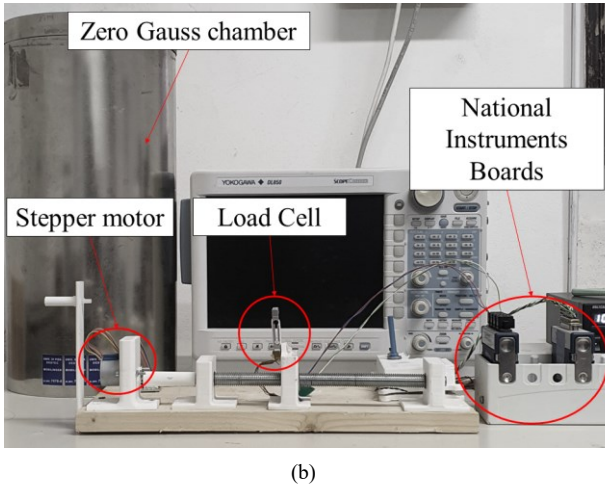 Zero Gauss chamber
National
Instruments
Boards
Stepper motor
Load Cell
YOKOGAWA
(b)